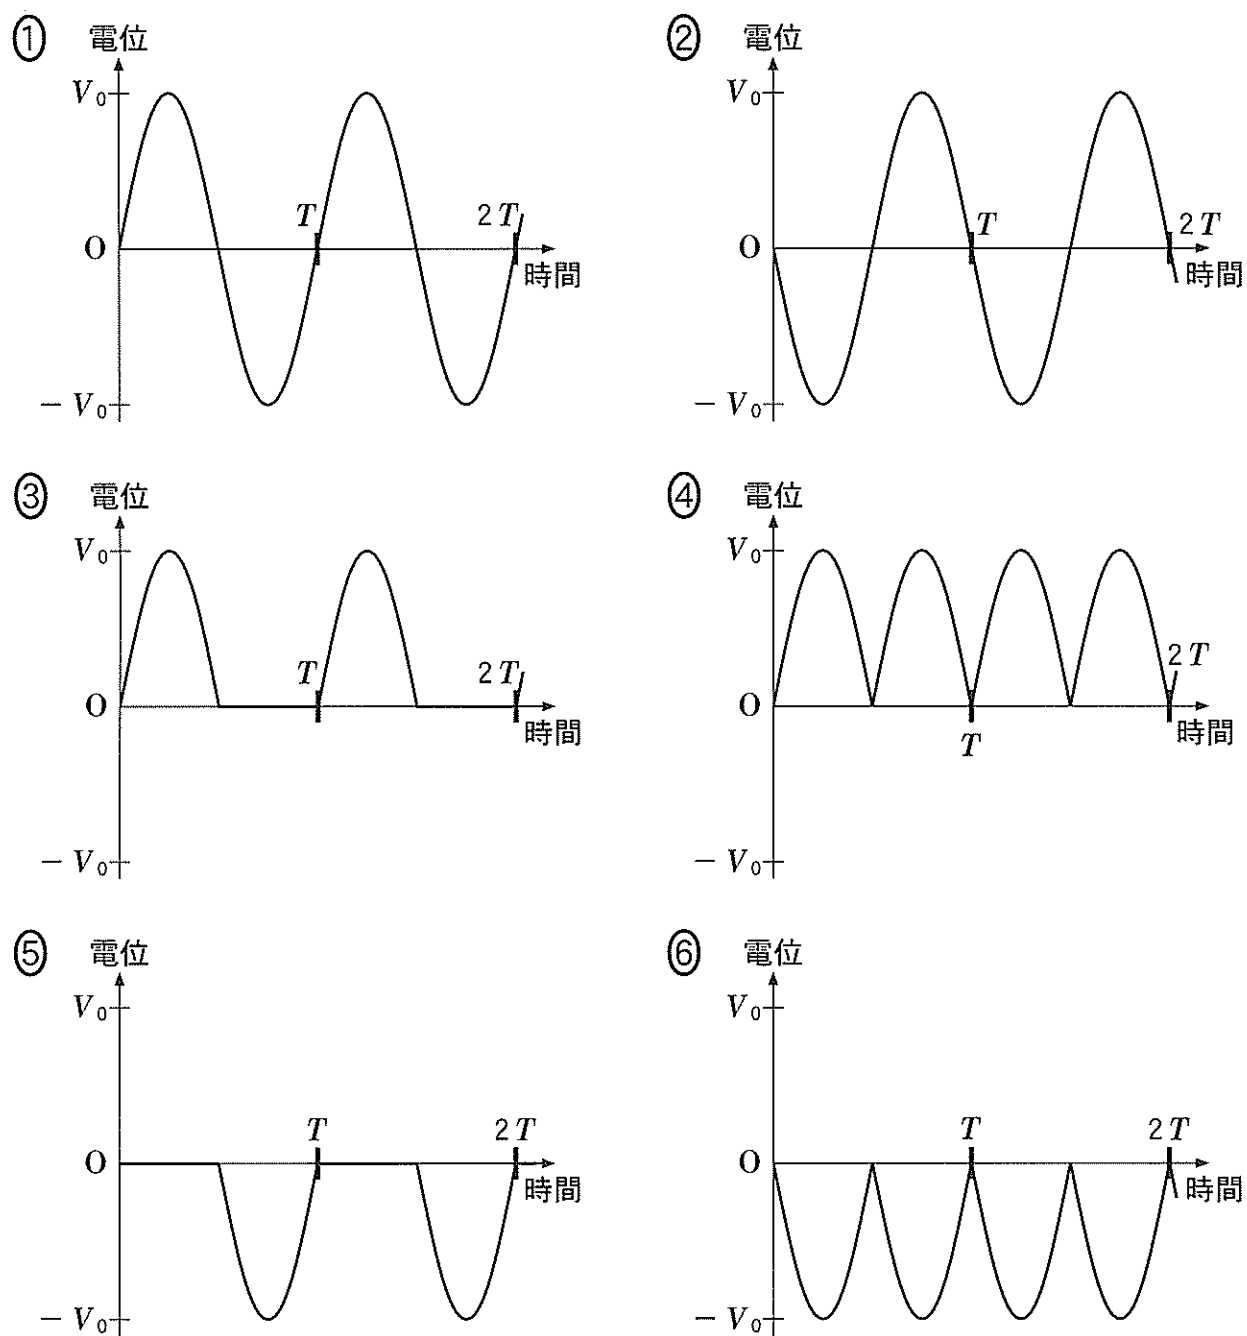 ① 電位
V₀
T
2T
O
時間
− V₀
② 電位
V₀
T
2T
O
時間
− V₀
③ 電位
V₀
T
2T
O
時間
− V₀
④ 電位
V₀
2T
O
時間
T
− V₀
⑤ 電位
V₀
T
2T
O
時間
− V₀
⑥ 電位
V₀
T
2T
O
時間
− V₀